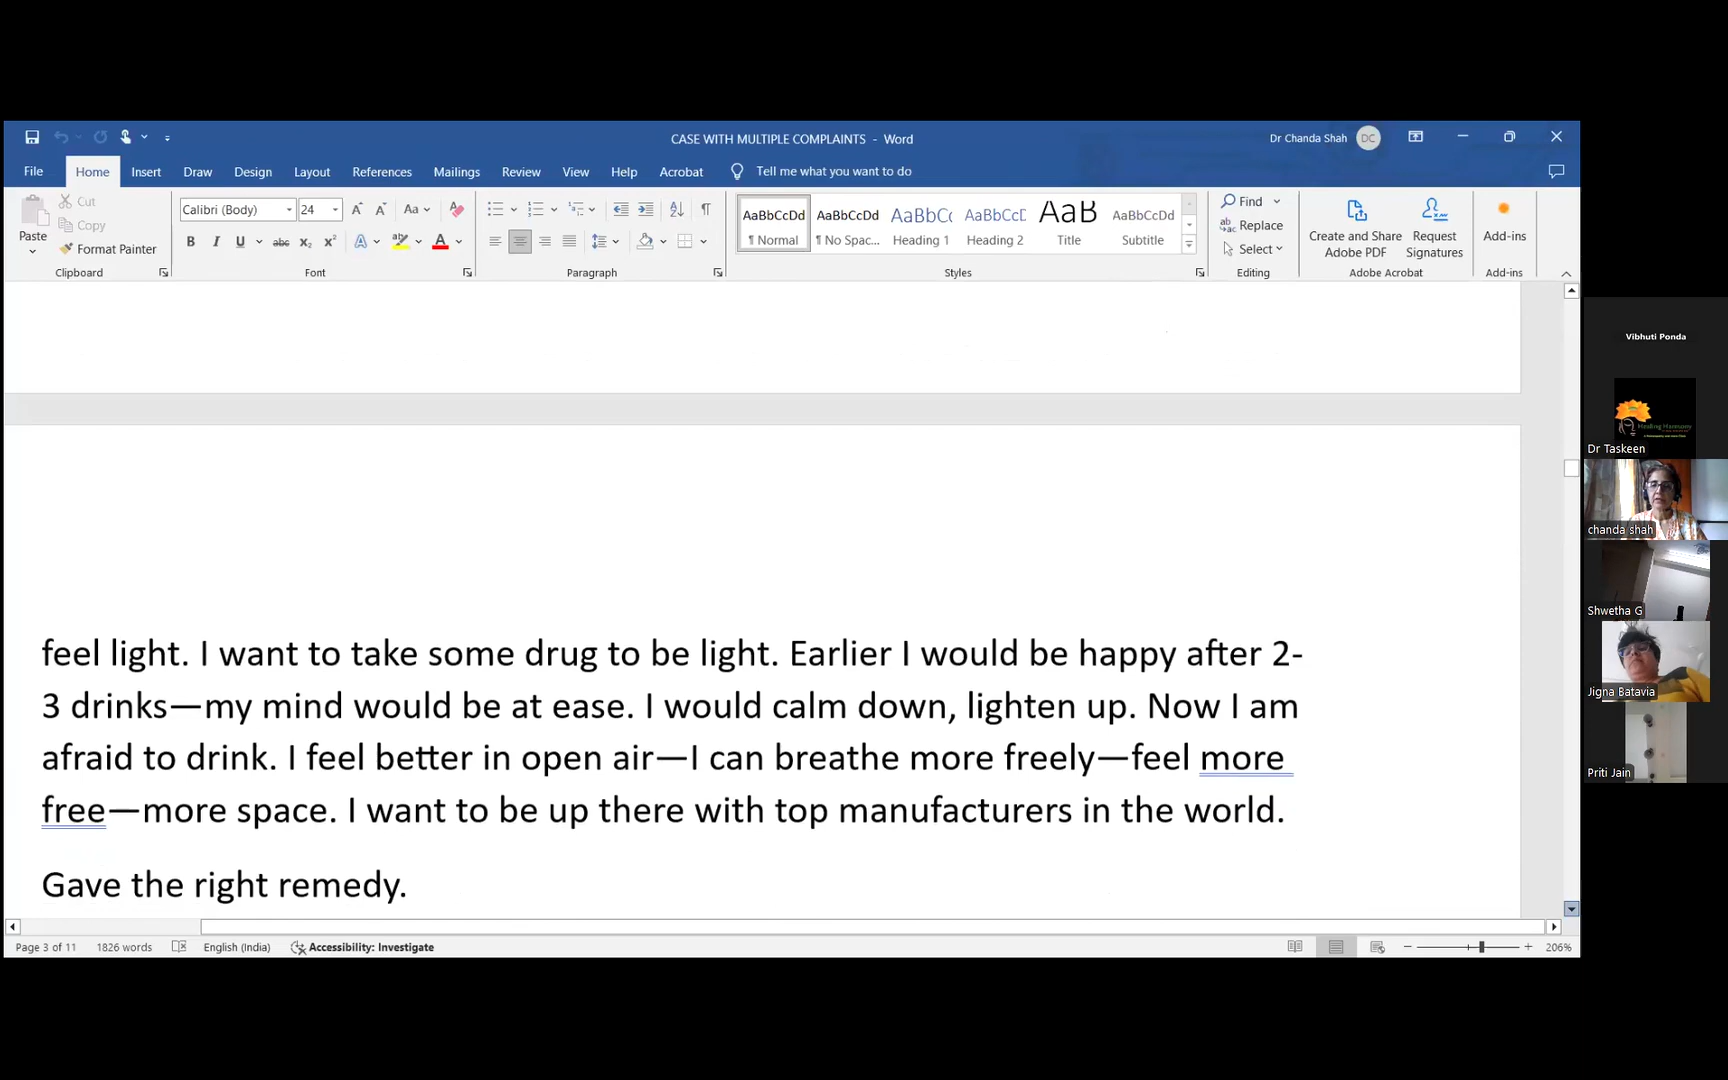 CASE WITH MULTIPLE COMPLAINTS - Word
Dr Chanda Shah DC
File Home Insert Draw Design Layout References Mailings Review View Help Acrobat Tell me what you want to do
Paste
Cut
Copy
Format Painter
Clipboard
Calibri (Body) 24
Font
Paragraph
AaBbCcDd AaBbCcDd AaBbCc AaBbCcD AaB AaBbCcDd
¶ Normal ¶ No Spac... Heading 1 Heading 2 Title Subtitle
Styles
Find
Replace
Select
Editing
Create and Share Adobe PDF
Request Signatures
Adobe Acrobat
Add-ins
Add-ins
feel light. I want to take some drug to be light. Earlier I would be happy after 2-
3 drinks—my mind would be at ease. I would calm down, lighten up. Now I am
afraid to drink. I feel better in open air—I can breathe more freely—feel more
free—more space. I want to be up there with top manufacturers in the world.
Gave the right remedy.
Page 3 of 11 1826 words English (India) Accessibility: Investigate 206%
Vibhuti Ponda
Healing Harmony
Dr Taskeen
chanda shah
Shwetha G
Jigna Batavia
Priti Jain